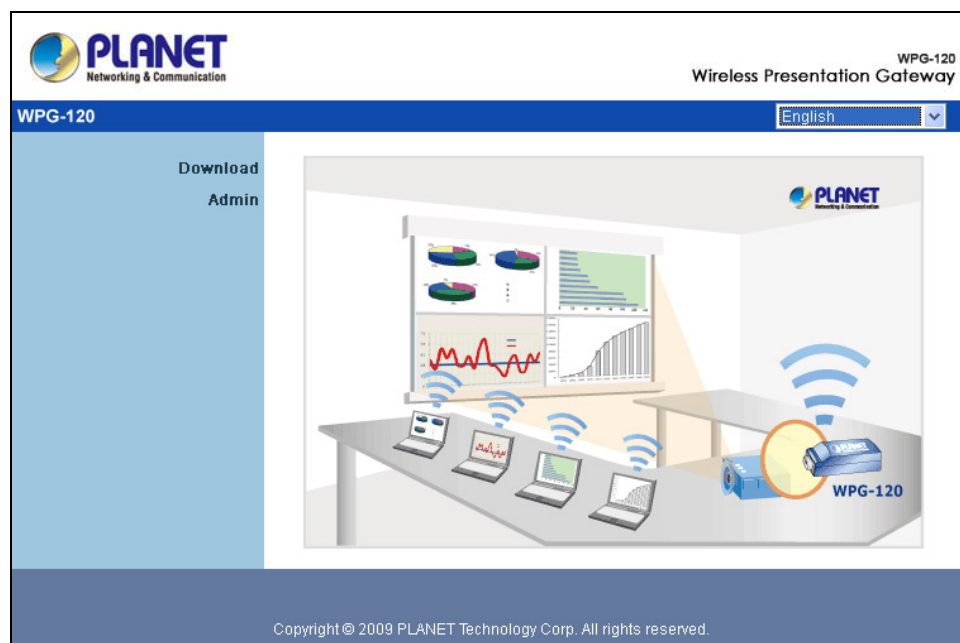 PLANET
Networking & Communication
WPG-120
Wireless Presentation Gateway
WPG-120
English
Download
Admin
PLANET
Networking & Communication
PLANET
WPG-120
Copyright © 2009 PLANET Technology Corp. All rights reserved.